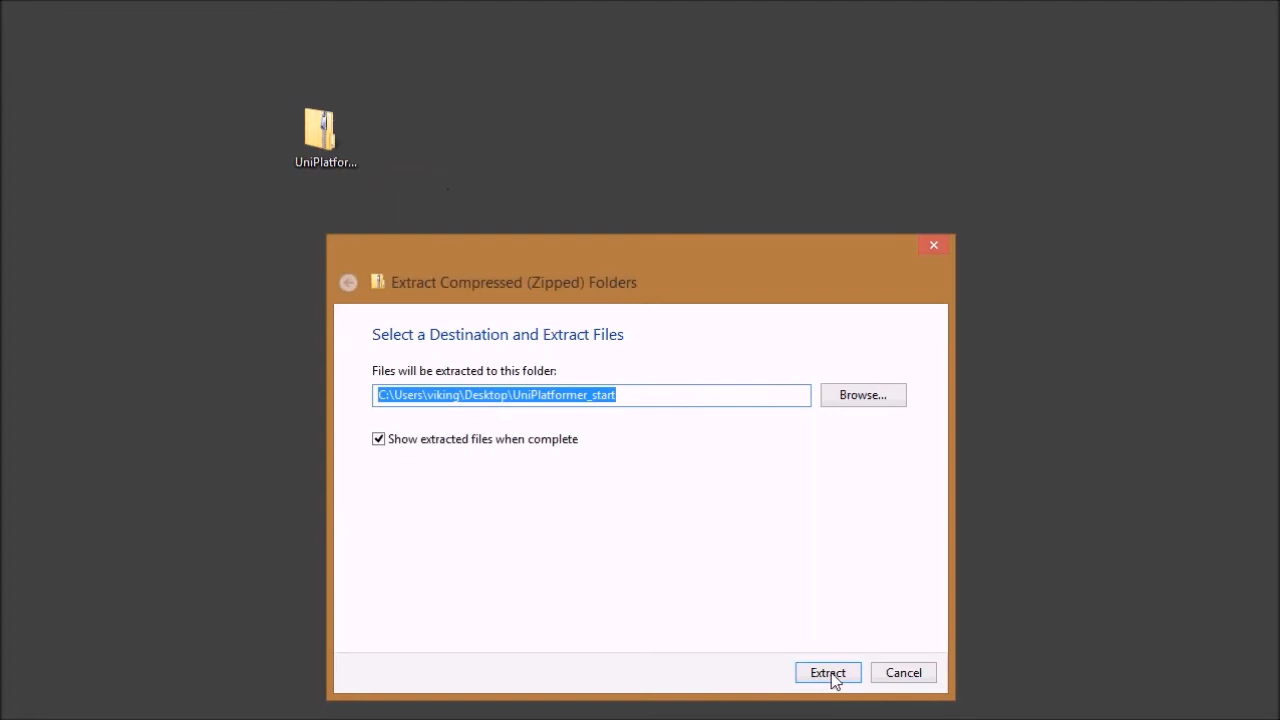 UniPlatfor...
Extract Compressed (Zipped) Folders
Select a Destination and Extract Files
Files will be extracted to this folder:
C:\Users\viking\Desktop\UniPlatformer_start
Browse...
Show extracted files when complete
Extract
Cancel